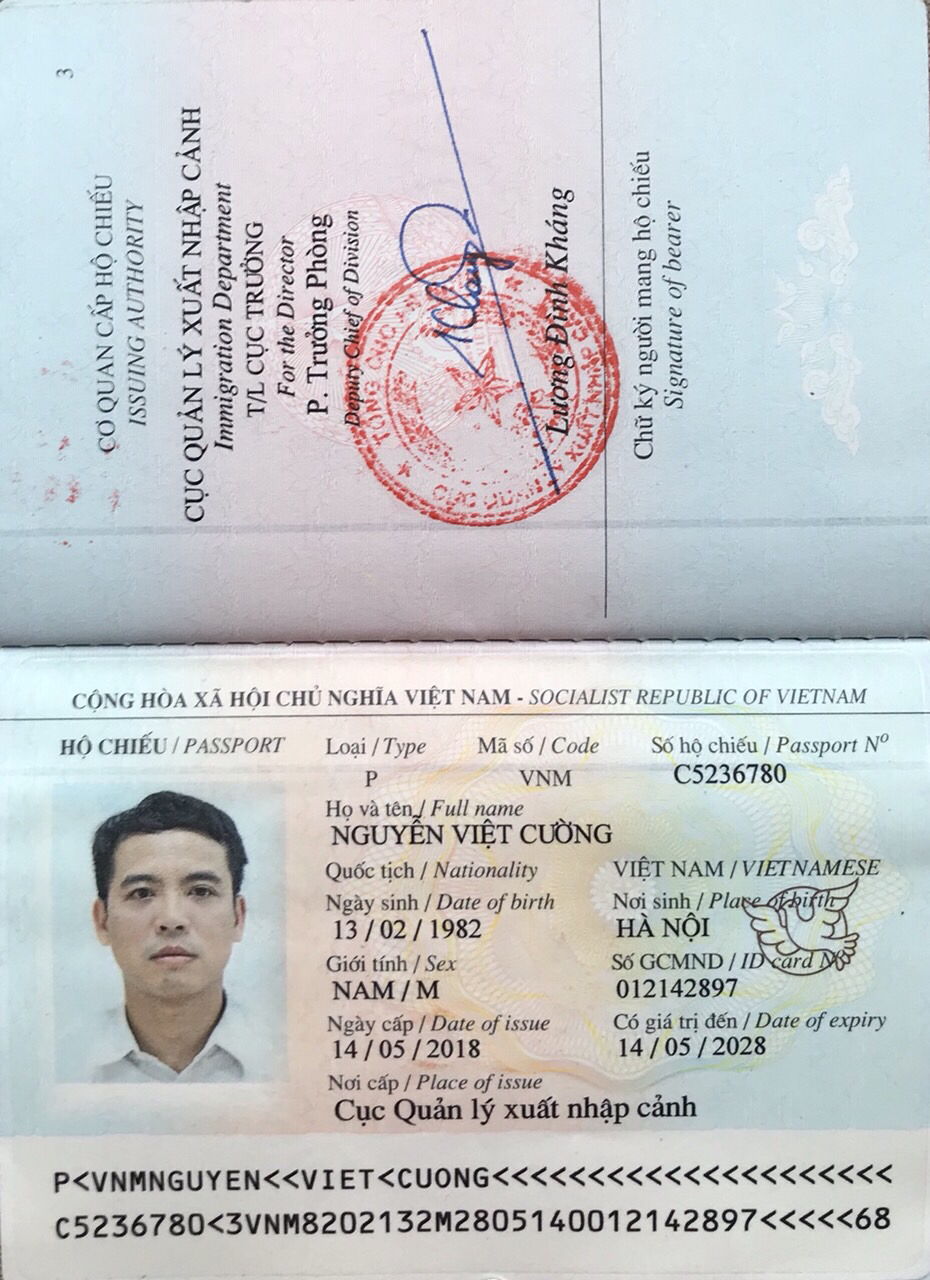 3
CƠ QUAN CẤP HỘ CHIẾU
ISSUING AUTHORITY
CỤC QUẢN LÝ XUẤT NHẬP CẢNH
Immigration Department
T/L CỤC TRƯỞNG
For the Director
P. Trưởng Phòng
Deputy Chief of Division
Lương Đình Kháng
Chữ ký người mang hộ chiếu
Signature of bearer
CỘNG HÒA XÃ HỘI CHỦ NGHĨA VIỆT NAM - SOCIALIST REPUBLIC OF VIETNAM
HỘ CHIẾU / PASSPORT Loại / Type Mã số / Code Số hộ chiếu / Passport Nº
P VNM C5236780
Họ và tên / Full name
NGUYỄN VIỆT CƯỜNG
Quốc tịch / Nationality VIỆT NAM / VIETNAMESE
Ngày sinh / Date of birth Nơi sinh / Place of birth
13 / 02 / 1982 HÀ NỘI
Giới tính / Sex Số GCMND / ID card Nº
NAM / M 012142897
Ngày cấp / Date of issue Có giá trị đến / Date of expiry
14 / 05 / 2018 14 / 05 / 2028
Nơi cấp / Place of issue
Cục Quản lý xuất nhập cảnh
P<VNMNGUYEN<<VIET<CUONG<<<<<<<<<<<<<<<<<<<<<
C5236780<3VNM8202132M2805140012142897<<<<<68